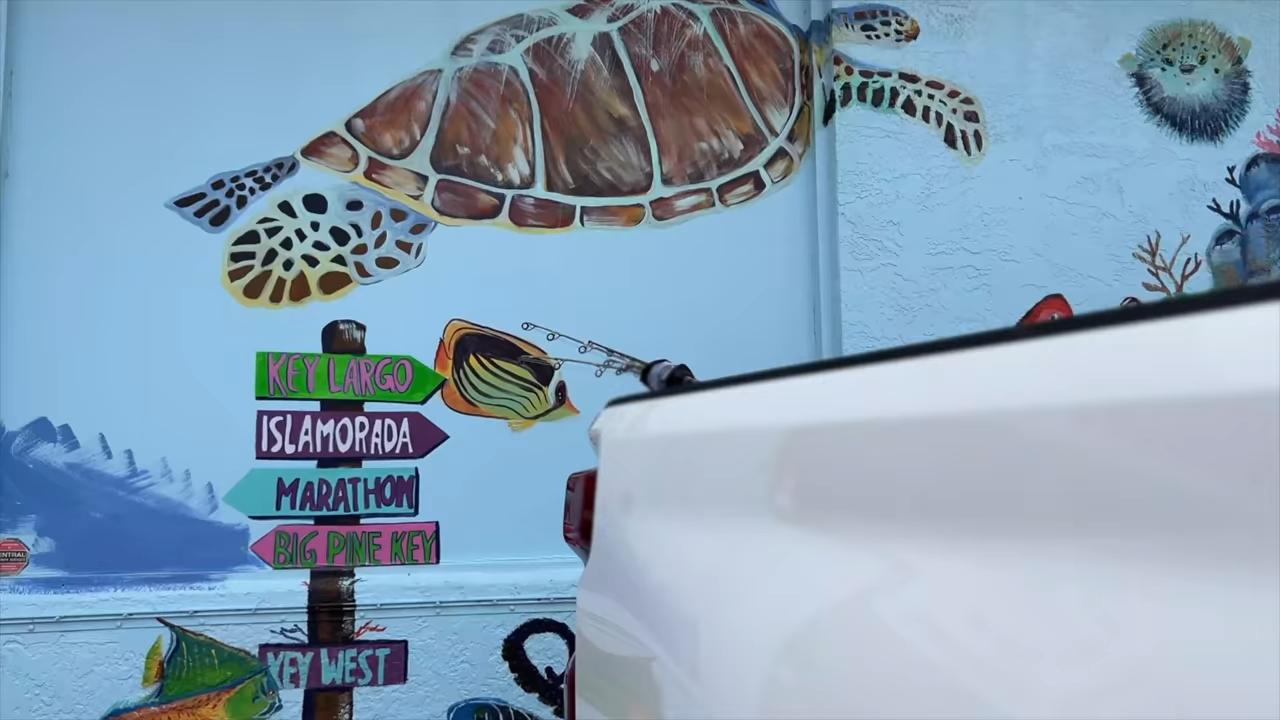 KEY LARGO
ISLAMORADA
MARATHON
BIG PINE KEY
KEY WEST